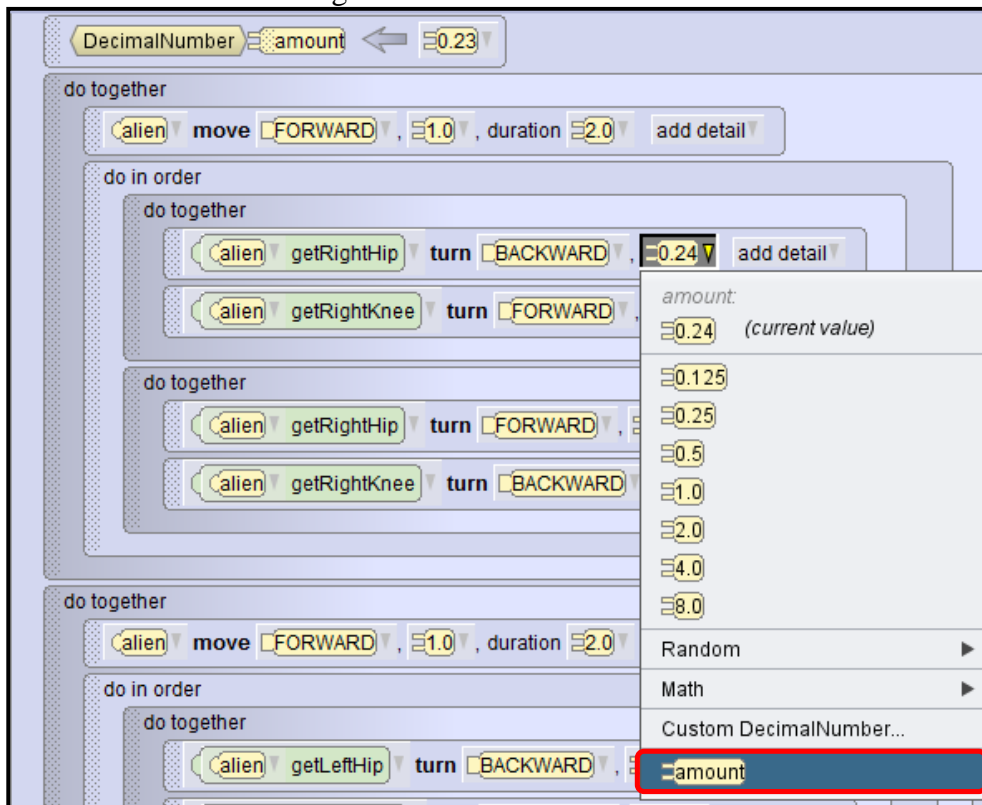 DecimalNumber amount 0.23
do together
alien move FORWARD , 1.0 , duration 2.0 add detail
do in order
do together
alien getRightHip turn BACKWARD , 0.24 add detail
amount:
0.24 (current value)
alien getRightKnee turn FORWARD ,
0.125
do together
0.25
alien getRightHip turn FORWARD ,
0.5
1.0
alien getRightKnee turn BACKWARD
2.0
4.0
do together
8.0
alien move FORWARD , 1.0 , duration 2.0
Random
do in order
Math
do together
Custom DecimalNumber...
alien getLeftHip turn BACKWARD ,
amount